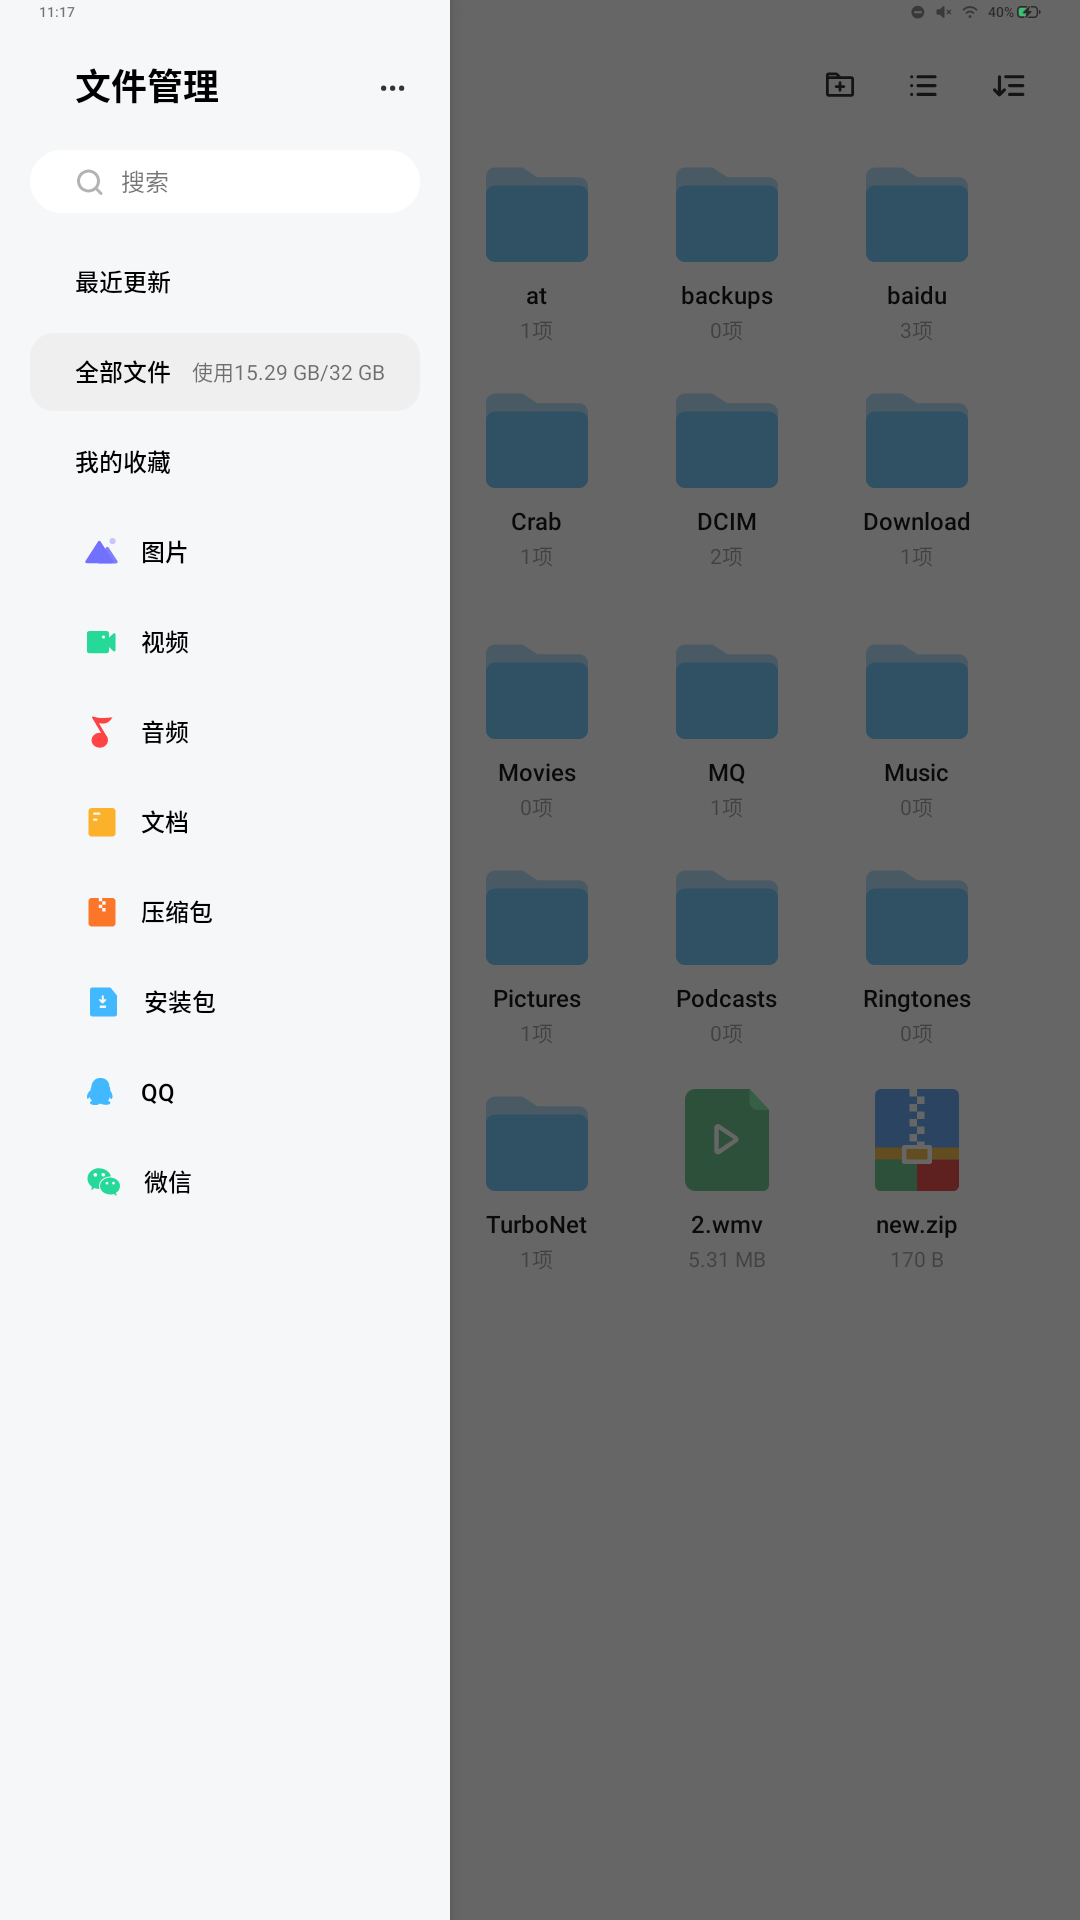 11:17
40%
文件管理
搜索
最近更新
全部文件 使用15.29 GB/32 GB
我的收藏
图片
视频
音频
文档
压缩包
安装包
QQ
微信
at backups baidu
1项 0项 3项
Crab DCIM Download
1项 2项 1项
Movies MQ Music
0项 1项 0项
Pictures Podcasts Ringtones
1项 0项 0项
TurboNet 2.wmv new.zip
1项 5.31 MB 170 B